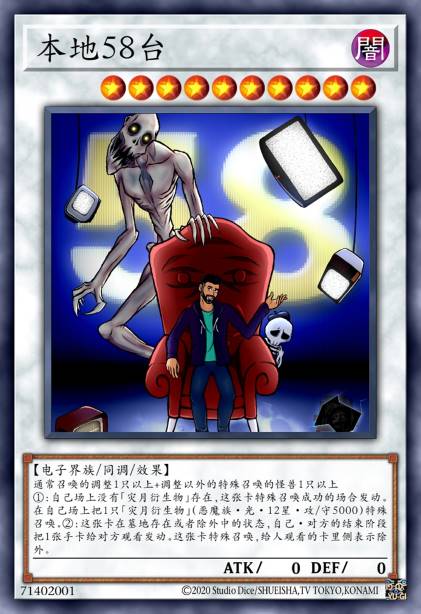 本地58台
闇
58
【电子界族/同调/效果】
通常召唤的调整1只以上+调整以外的特殊召唤的怪兽1只以上
①:自己场上没有「灾月衍生物」存在,这张卡特殊召唤成功的场合发动。
在自己场上把1只「灾月衍生物」(恶魔族·光·12星·攻/守5000)特殊
召唤。②:这张卡在墓地存在或者除外中的状态,自己·对方的结束阶段
把1张手卡给对方观看发动。这张卡特殊召唤,给人观看的卡里侧表示除
外。
ATK/ 0 DEF/ 0
71402001
©2020 Studio Dice/SHUEISHA,TV TOKYO,KONAMI